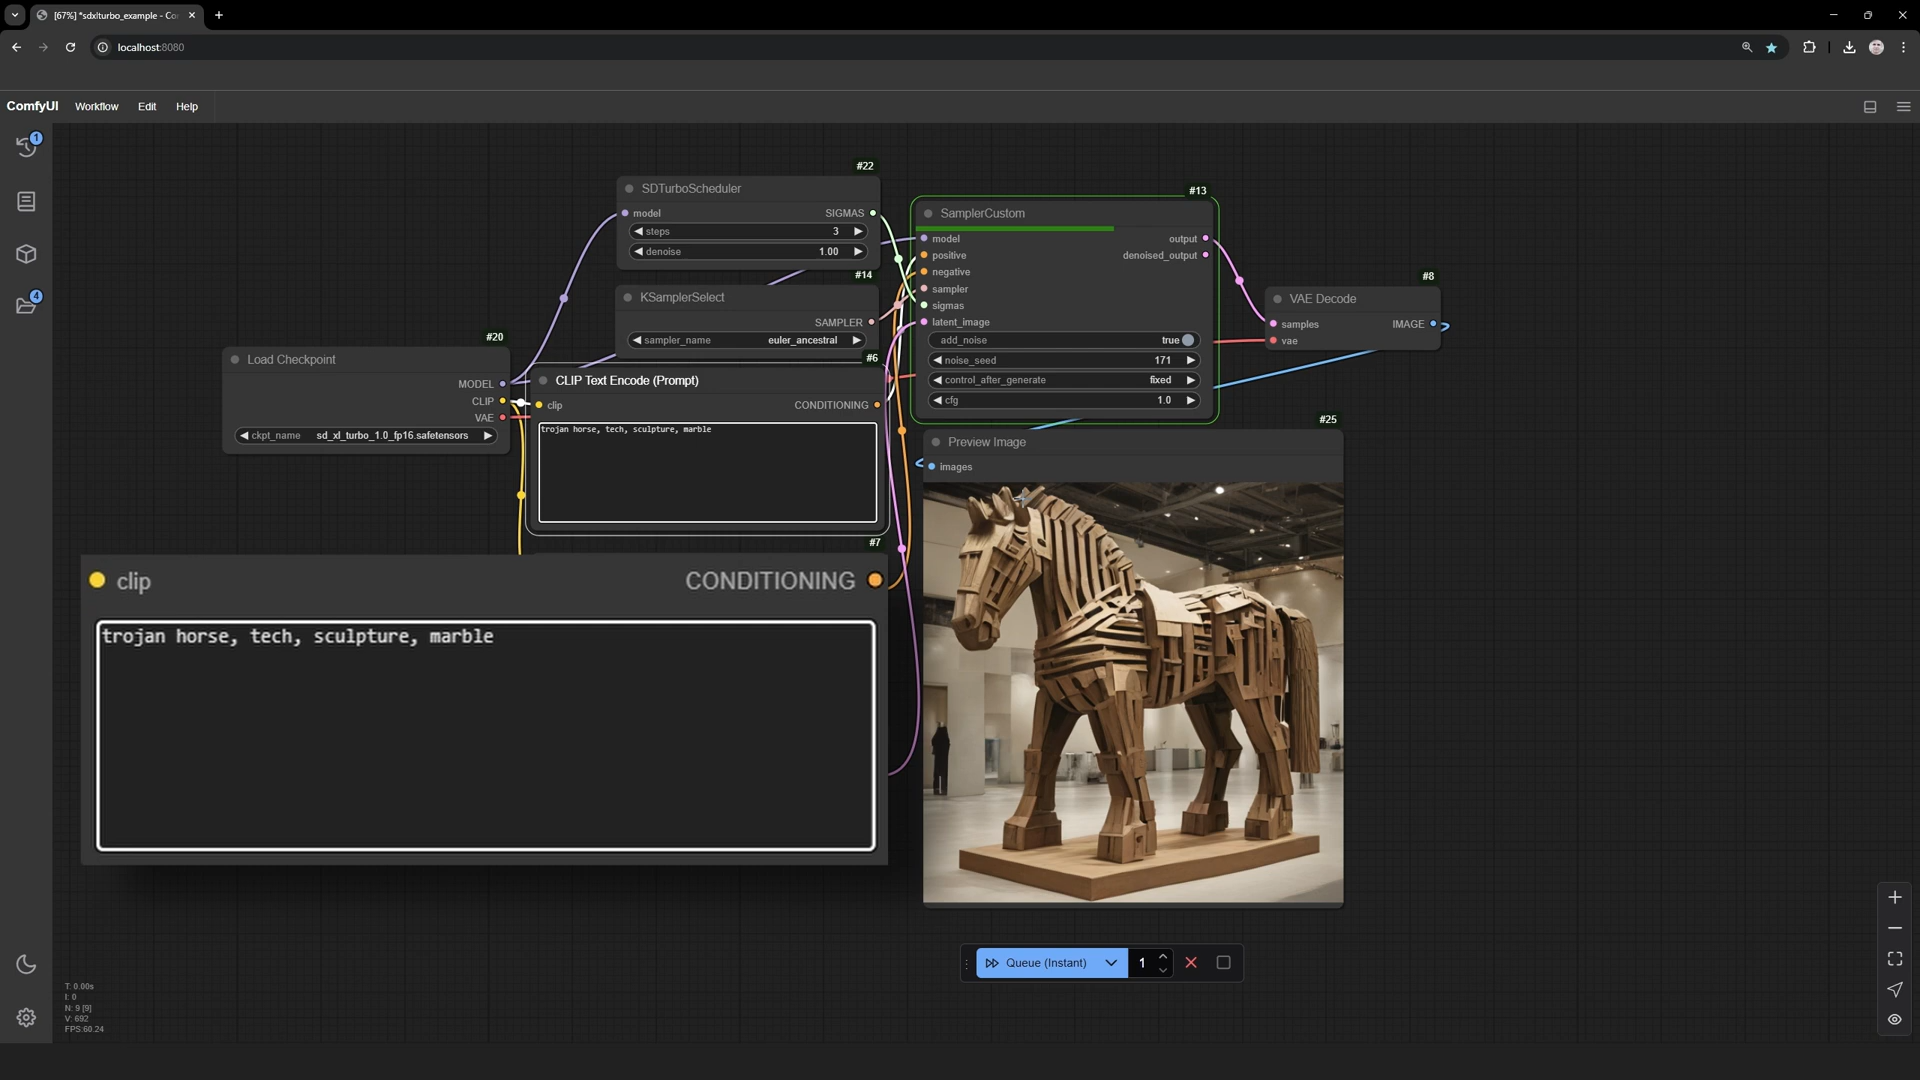 [67%] *sdxlturbo_example - Co
localhost:8080
ComfyUI Workflow Edit Help
1
4
#22
SDTurboScheduler
model SIGMAS
steps 3
denoise 1.00
#14
KSamplerSelect
SAMPLER
sampler_name euler_ancestral
#20
Load Checkpoint
MODEL
CLIP
VAE
ckpt_name sd_xl_turbo_1.0_fp16.safetensors
#6
CLIP Text Encode (Prompt)
clip CONDITIONING
trojan horse, tech, sculpture, marble
#7
clip CONDITIONING
trojan horse, tech, sculpture, marble
#13
SamplerCustom
model output
positive denoised_output
negative
sampler
sigmas
latent_image
add_noise true
noise_seed 171
control_after_generate fixed
cfg 1.0
#8
VAE Decode
samples IMAGE
vae
#25
Preview Image
images
Queue (Instant) 1
T: 0.00s
I: 0
N: 9 [9]
V: 692
FPS:60.24